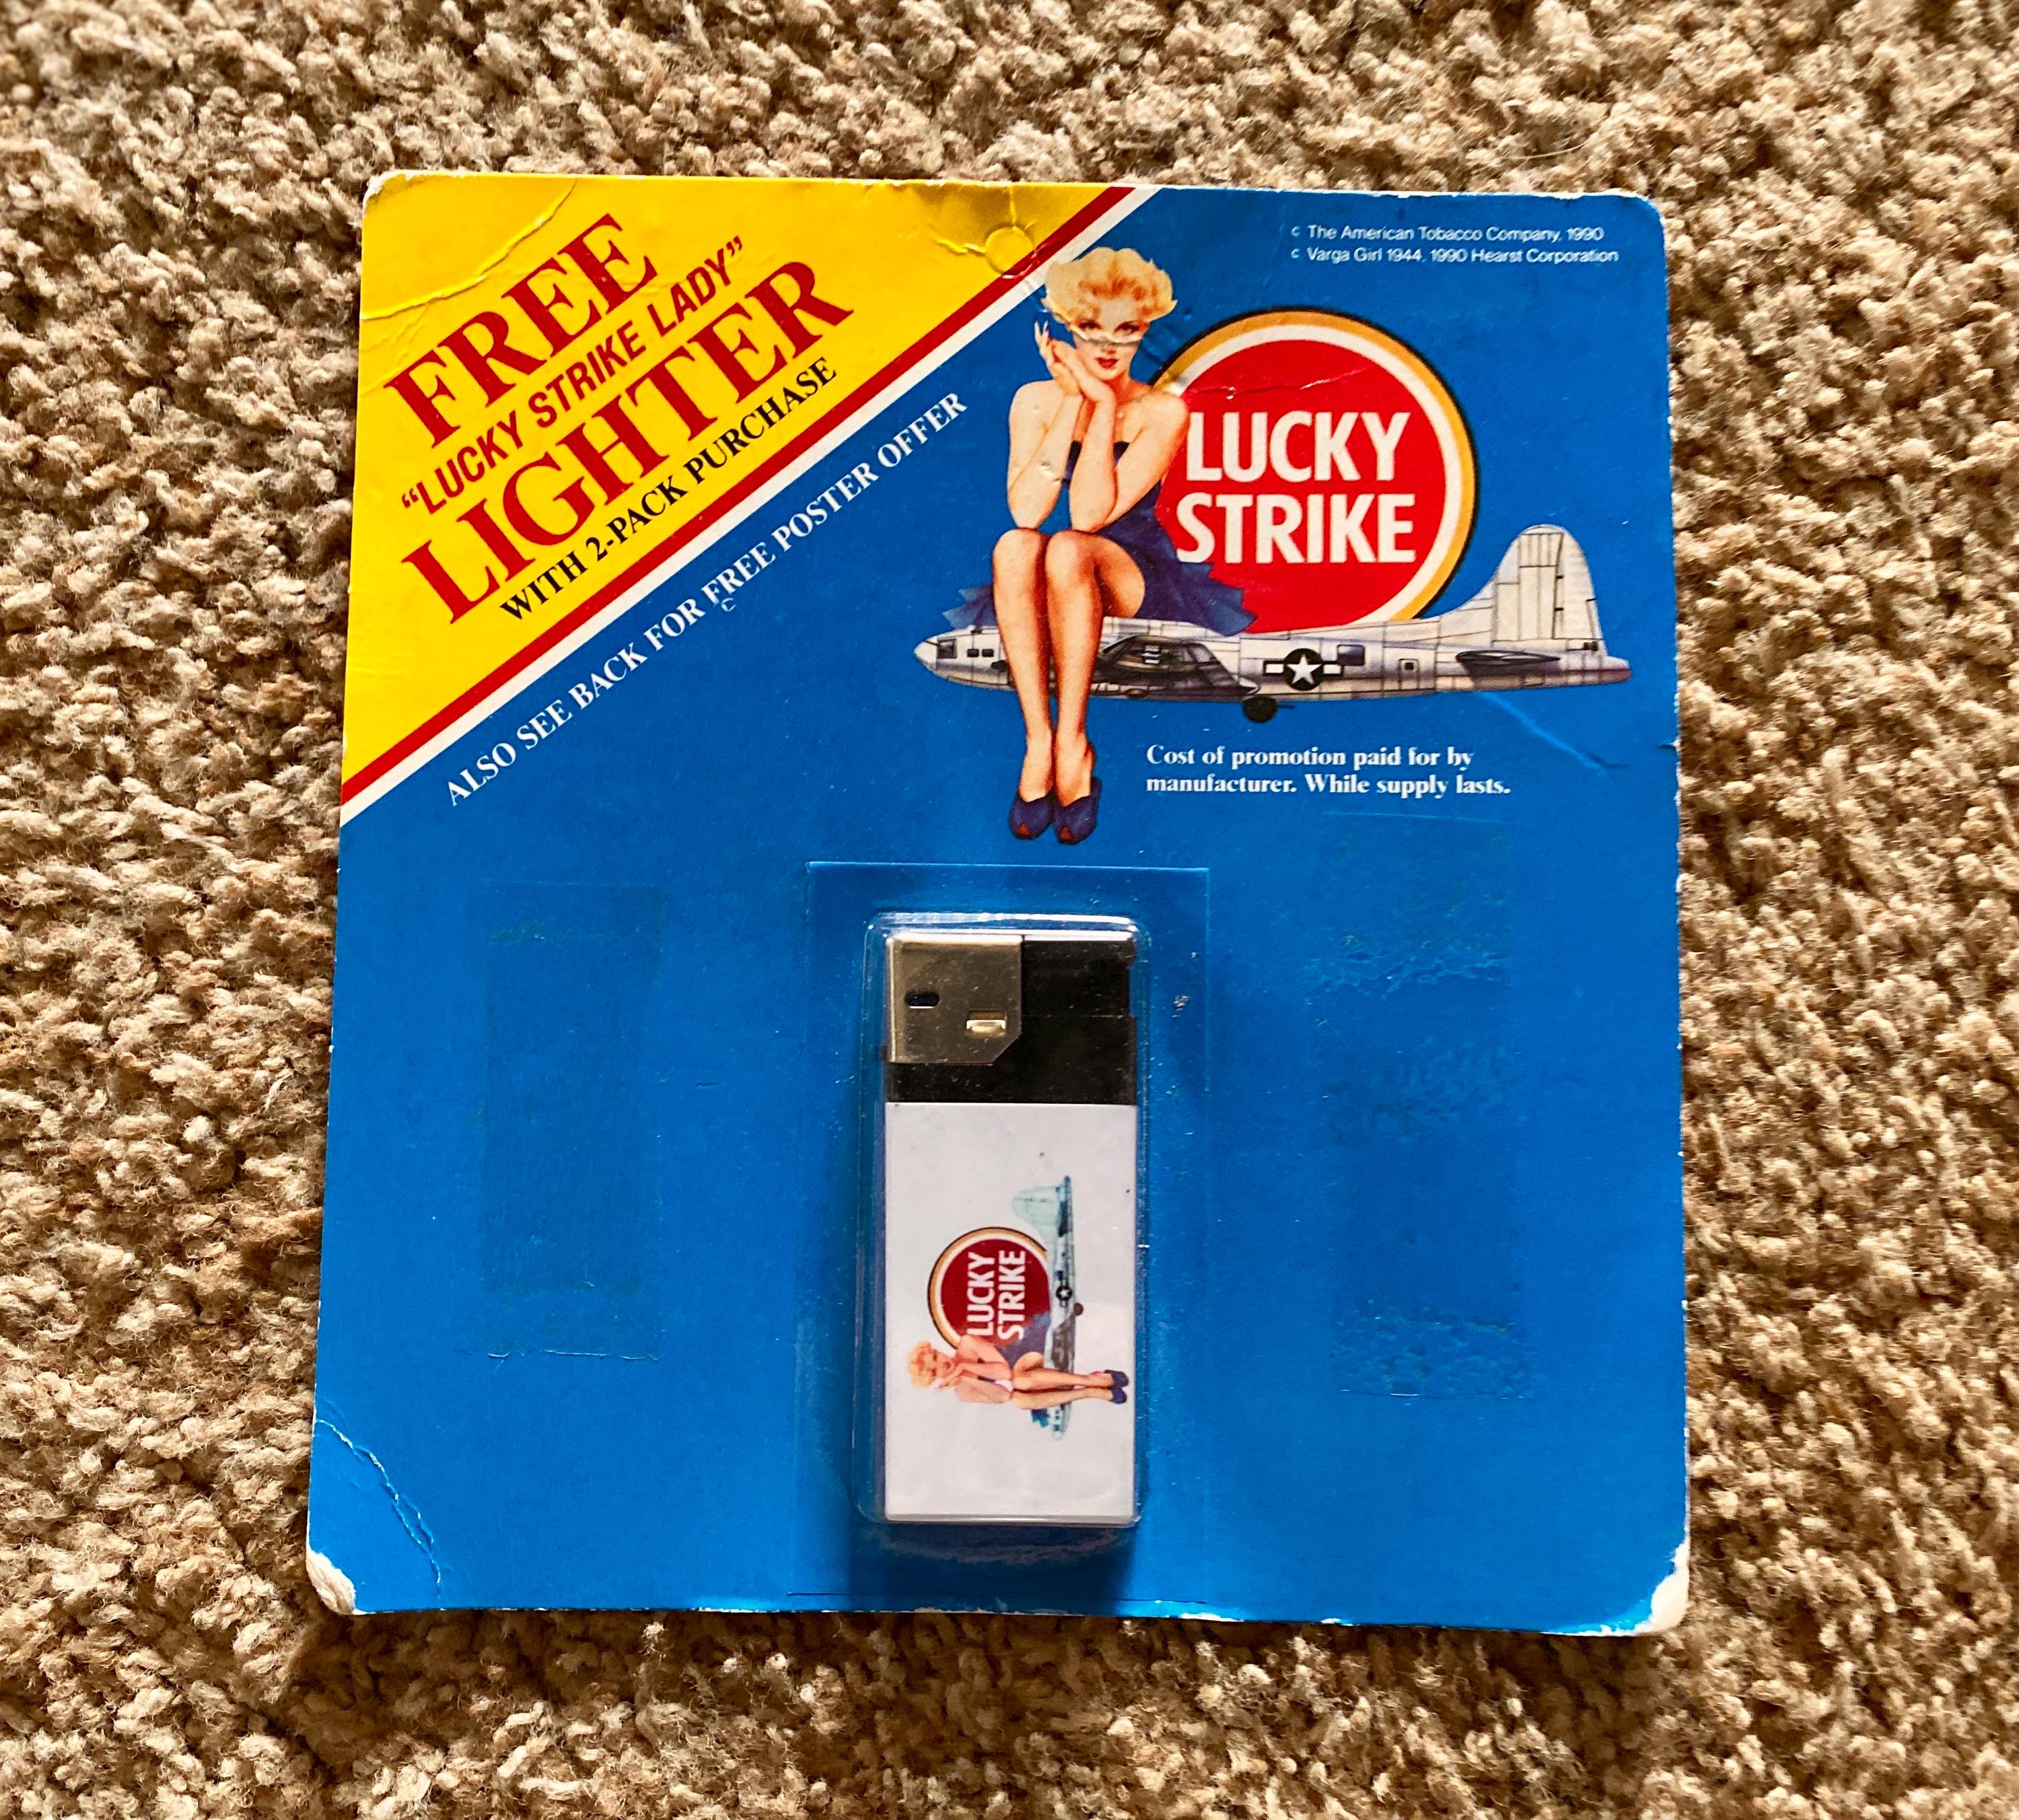 FREE
“LUCKY STRIKE LADY”
LIGHTER
WITH 2-PACK PURCHASE
ALSO SEE BACK FOR FREE POSTER OFFER
c The American Tobacco Company, 1990
c Varga Girl 1944, 1990 Hearst Corporation
LUCKY
STRIKE
Cost of promotion paid for by
manufacturer. While supply lasts.
LUCKY
STRIKE